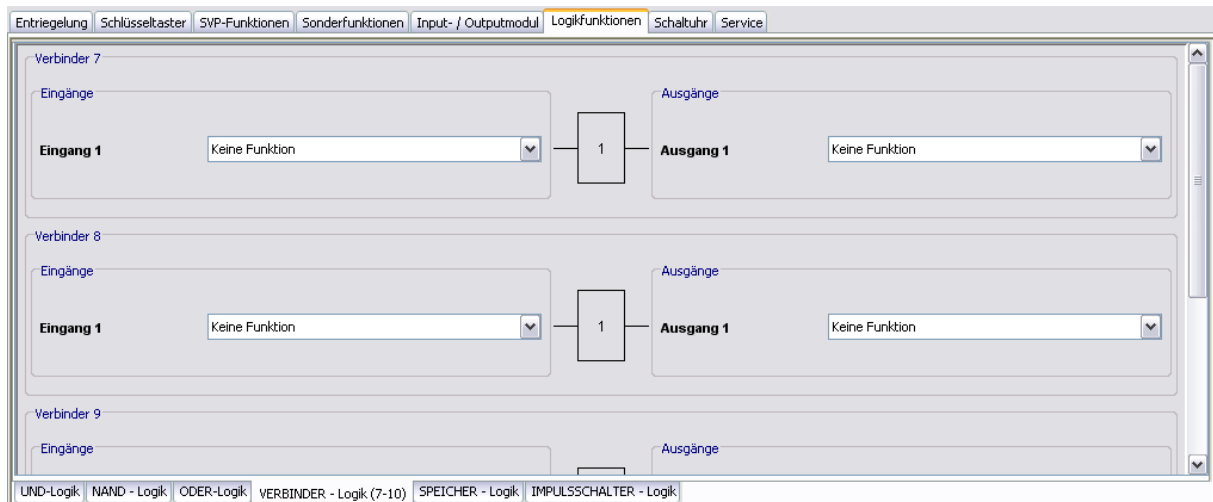 Entriegelung Schlüsseltaster SVP-Funktionen Sonderfunktionen Input- / Outputmodul Logikfunktionen Schaltuhr Service
Verbinder 7
Eingänge Ausgänge
Eingang 1 Keine Funktion 1 Ausgang 1 Keine Funktion
Verbinder 8
Eingänge Ausgänge
Eingang 1 Keine Funktion 1 Ausgang 1 Keine Funktion
Verbinder 9
Eingänge Ausgänge
UND-Logik NAND - Logik ODER-Logik VERBINDER - Logik (7-10) SPEICHER - Logik IMPULSSCHALTER - Logik